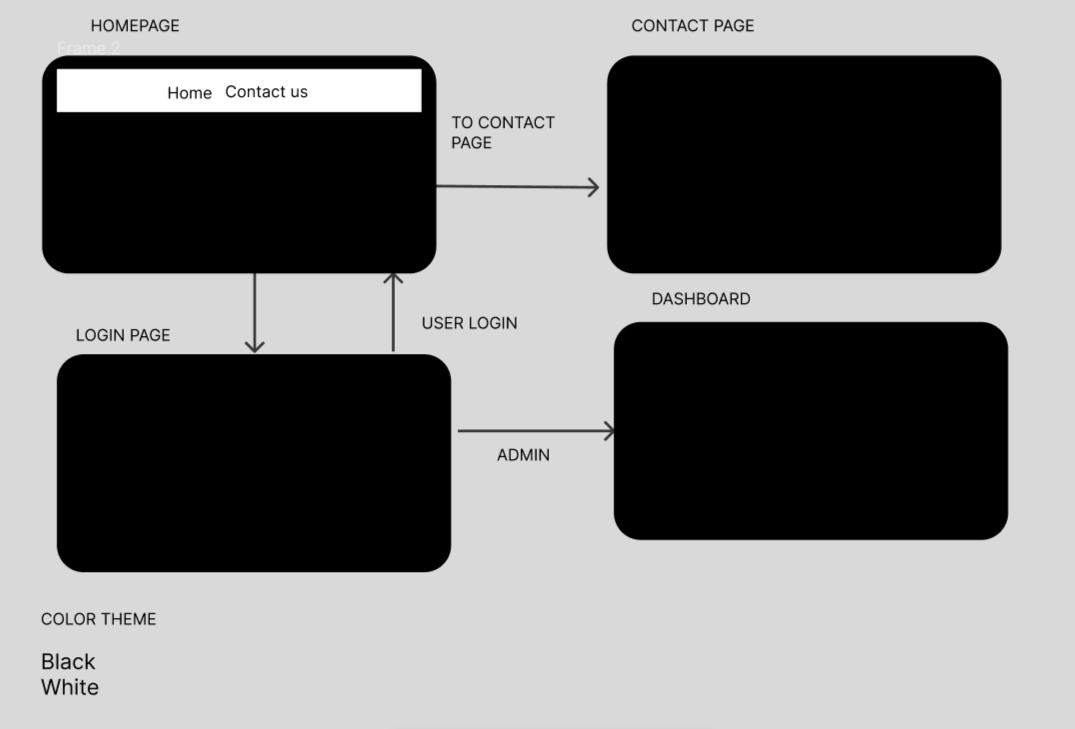 HOMEPAGE
CONTACT PAGE
Frame 2
Home Contact us
TO CONTACT
PAGE
DASHBOARD
USER LOGIN
LOGIN PAGE
ADMIN
COLOR THEME
Black
White